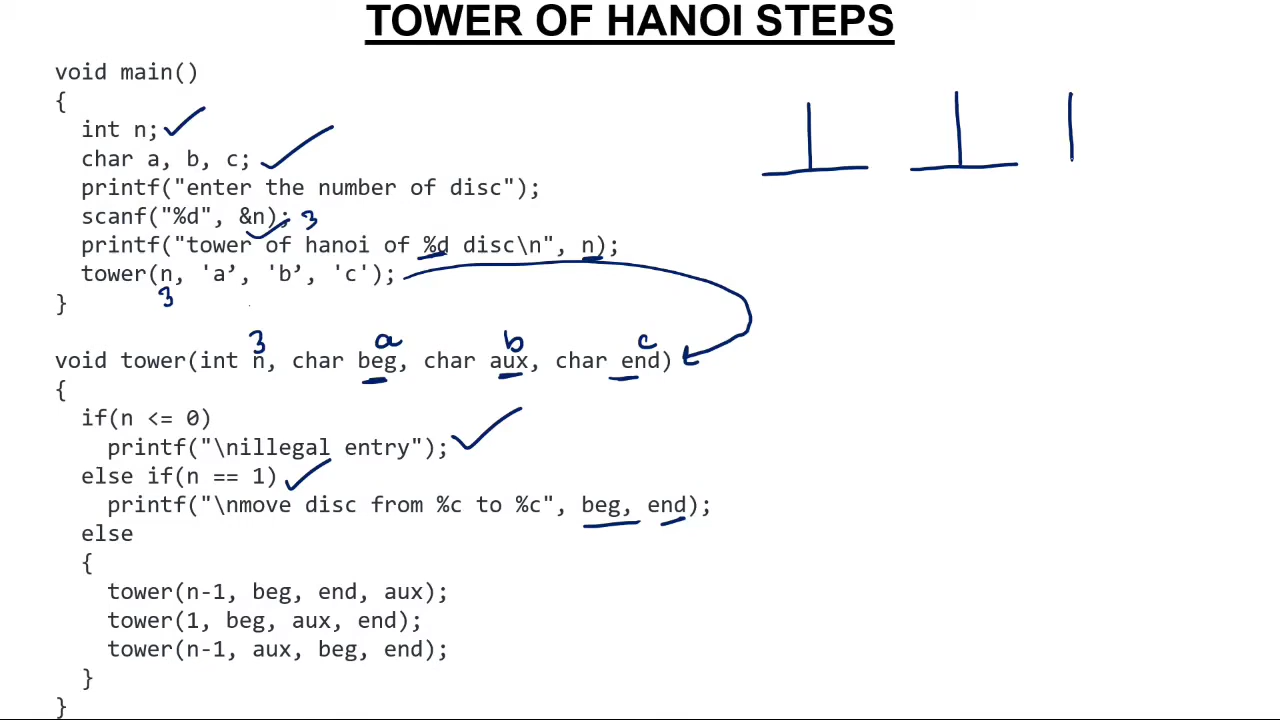 TOWER OF HANOI STEPS
void main()
{
int n;
char a, b, c;
printf("enter the number of disc");
scanf("%d", &n); 3
printf("tower of hanoi of %d disc\n", n);
tower(n, 'a’, 'b’, 'c');
3
}
3 a b c
void tower(int n, char beg, char aux, char end)
{
if(n <= 0)
printf("\nillegal entry");
else if(n == 1)
printf("\nmove disc from %c to %c", beg, end);
else
{
tower(n-1, beg, end, aux);
tower(1, beg, aux, end);
tower(n-1, aux, beg, end);
}
}